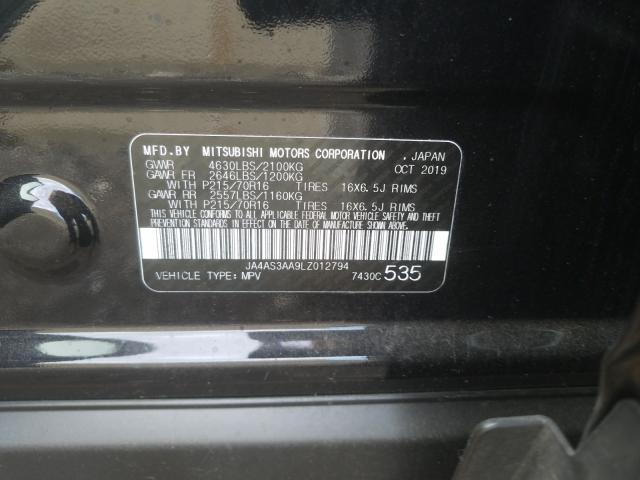 MFD.BY MITSUBISHI MOTORS CORPORATION , JAPAN
GVWR 4630LBS/2100KG OCT 2019
GAWR FR 2646LBS/1200KG
WITH P215/70R16 TIRES 16X6.5J RIMS
GAWR RR 2557LBS/1160KG
WITH P215/70R16 TIRES 16X6.5J RIMS
THIS VEHICLE CONFORMS TO ALL APPLICABLE FEDERAL MOTOR VEHICLE SAFETY AND
THEFT PREVENTION STANDARDS IN EFFECT ON THE DATE OF MANUFACTURE SHOWN ABOVE.
JA4AS3AA9LZ012794
VEHICLE TYPE: MPV 7430C 535